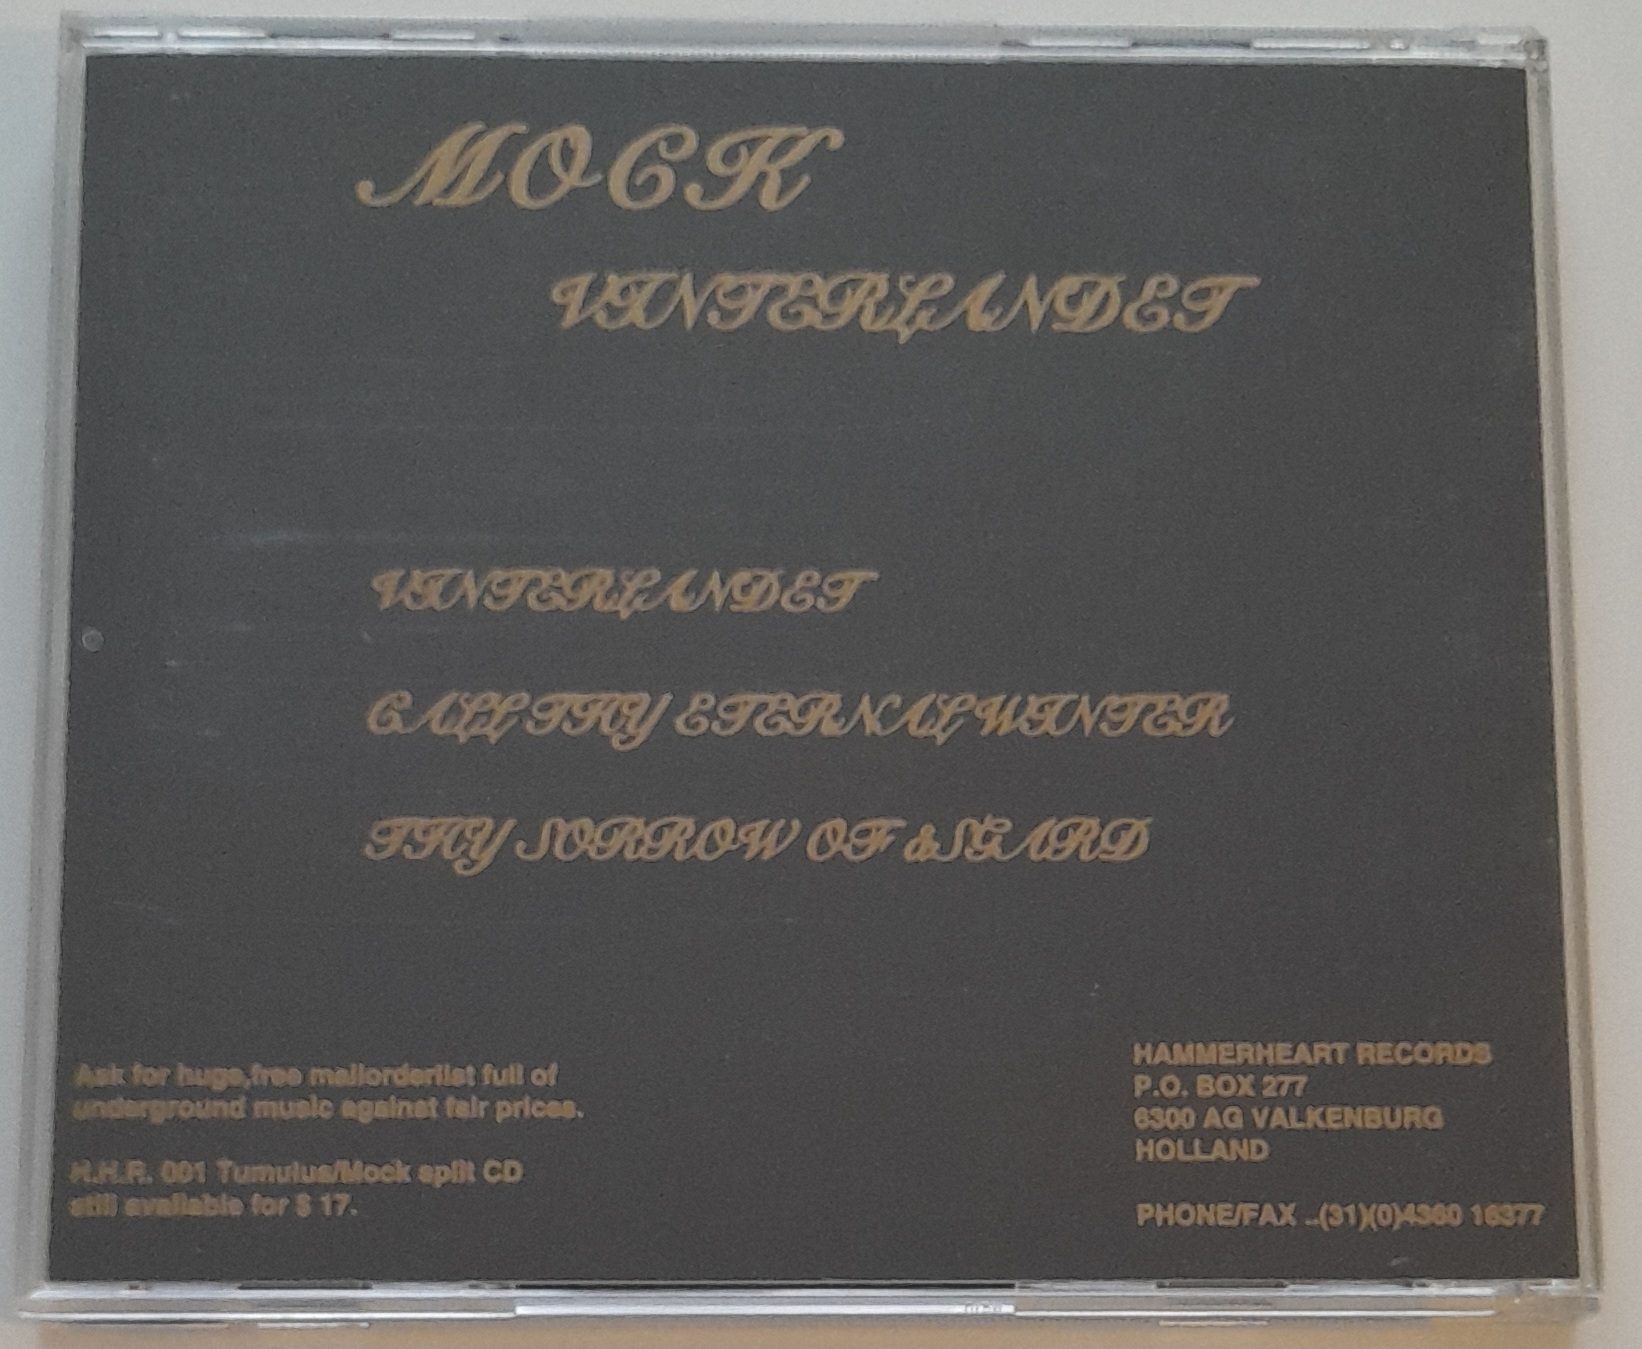 MOCK
VINTERLANDET
VINTERLANDET
CALL THY ETERNAL WINTER
THY SORROW OF &SGARD
Ask for huge,free mailorderlist full of
underground music against fair prices.
H.H.R. 001 Tumulus/Mock split CD
still available for $ 17.
HAMMERHEART RECORDS
P.O. BOX 277
6300 AG VALKENBURG
HOLLAND
PHONE/FAX ..(31)(0)4360 16377